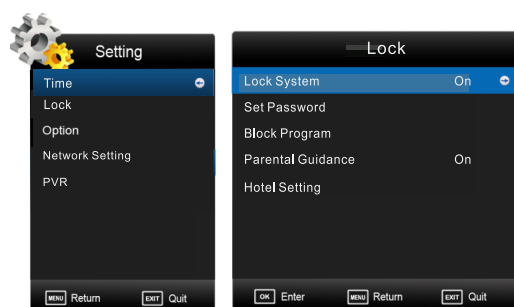 Setting
Time
Lock
Option
Network Setting
PVR
MENU Return EXIT Quit
Lock
Lock System On
Set Password
Block Program
Parental Guidance On
Hotel Setting
OK Enter MENU Return EXIT Quit